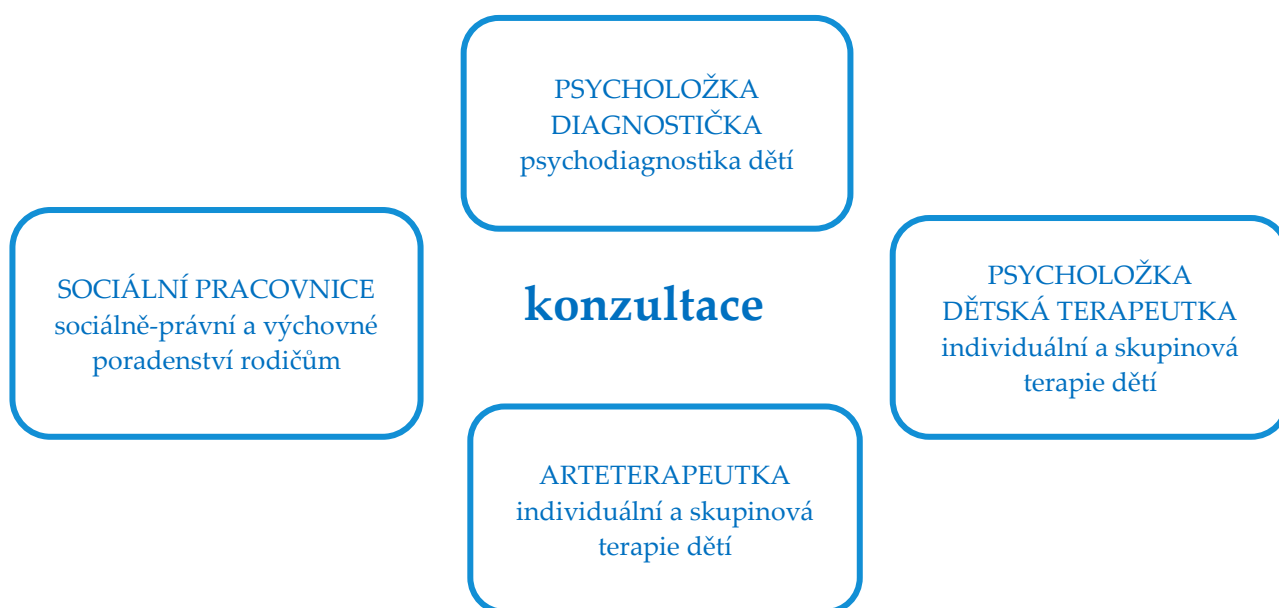 PSYCHOLOŽKA
DIAGNOSTIČKA
psychodiagnostika dětí
SOCIÁLNÍ PRACOVNICE
sociálně-právní a výchovné
poradenství rodičům
konzultace
PSYCHOLOŽKA
DĚTSKÁ TERAPEUTKA
individuální a skupinová
terapie dětí
ARTETERAPEUTKA
individuální a skupinová
terapie dětí